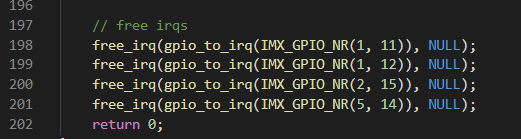 196
197 // free irqs
198 free_irq(gpio_to_irq(IMX_GPIO_NR(1, 11)), NULL);
199 free_irq(gpio_to_irq(IMX_GPIO_NR(1, 12)), NULL);
200 free_irq(gpio_to_irq(IMX_GPIO_NR(2, 15)), NULL);
201 free_irq(gpio_to_irq(IMX_GPIO_NR(5, 14)), NULL);
202 return 0;